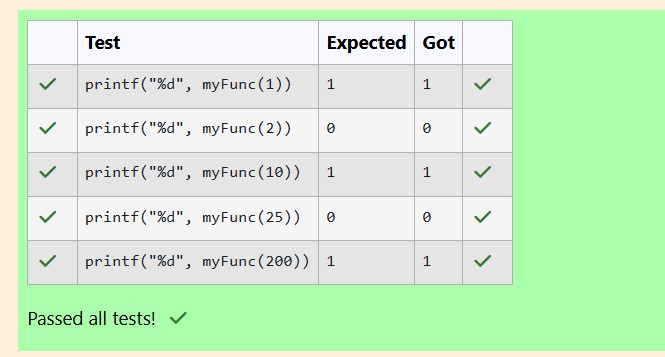 Test Expected Got
printf("%d", myFunc(1)) 1 1
printf("%d", myFunc(2)) 0 0
printf("%d", myFunc(10)) 1 1
printf("%d", myFunc(25)) 0 0
printf("%d", myFunc(200)) 1 1
Passed all tests!